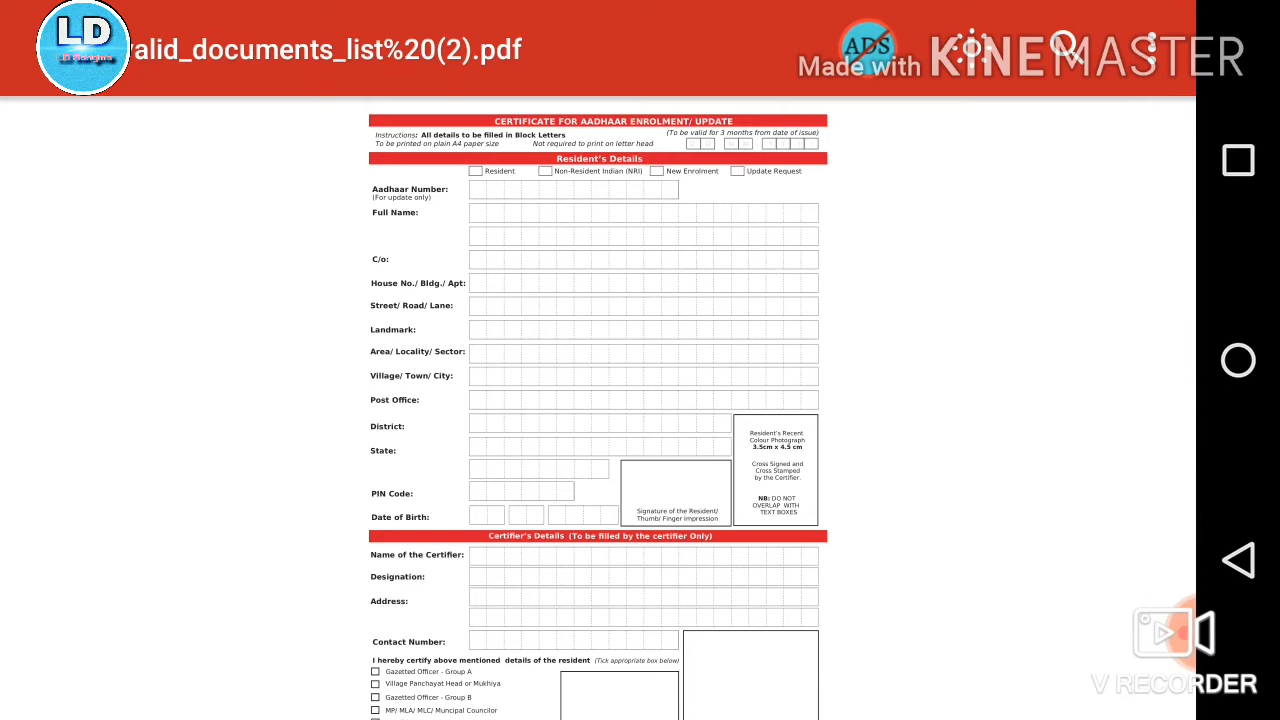 LD
valid_documents_list%20(2).pdf
ADS
Made with KINEMASTER
CERTIFICATE FOR AADHAAR ENROLMENT/ UPDATE
(To be valid for 3 months from date of issue)
Instructions: All details to be filled in Block Letters
To be printed on plain A4 paper size Not required to print on letter head
Resident's Details
Resident Non-Resident Indian (NRI) New Enrolment Update Request
Aadhaar Number:
(For update only)
Full Name:
C/o:
House No./ Bldg./ Apt:
Street/ Road/ Lane:
Landmark:
Area/ Locality/ Sector:
Village/ Town/ City:
Post Office:
District:
State:
PIN Code:
Date of Birth:
Signature of the Resident/
Thumb/ Finger Impression
Resident's Recent
Colour Photograph
3.5cm x 4.5 cm
Cross Signed and
Cross Stamped
by the Certifier.
NB: DO NOT
OVERLAP WITH
TEXT BOXES
Certifier's Details (To be filled by the certifier Only)
Name of the Certifier:
Designation:
Address:
Contact Number:
I hereby certify above mentioned details of the resident (Tick appropriate box below)
Gazetted Officer - Group A
Village Panchayat Head or Mukhiya
Gazetted Officer - Group B
MP/ MLA/ MLC/ Muncipal Councilor
V RECORDER